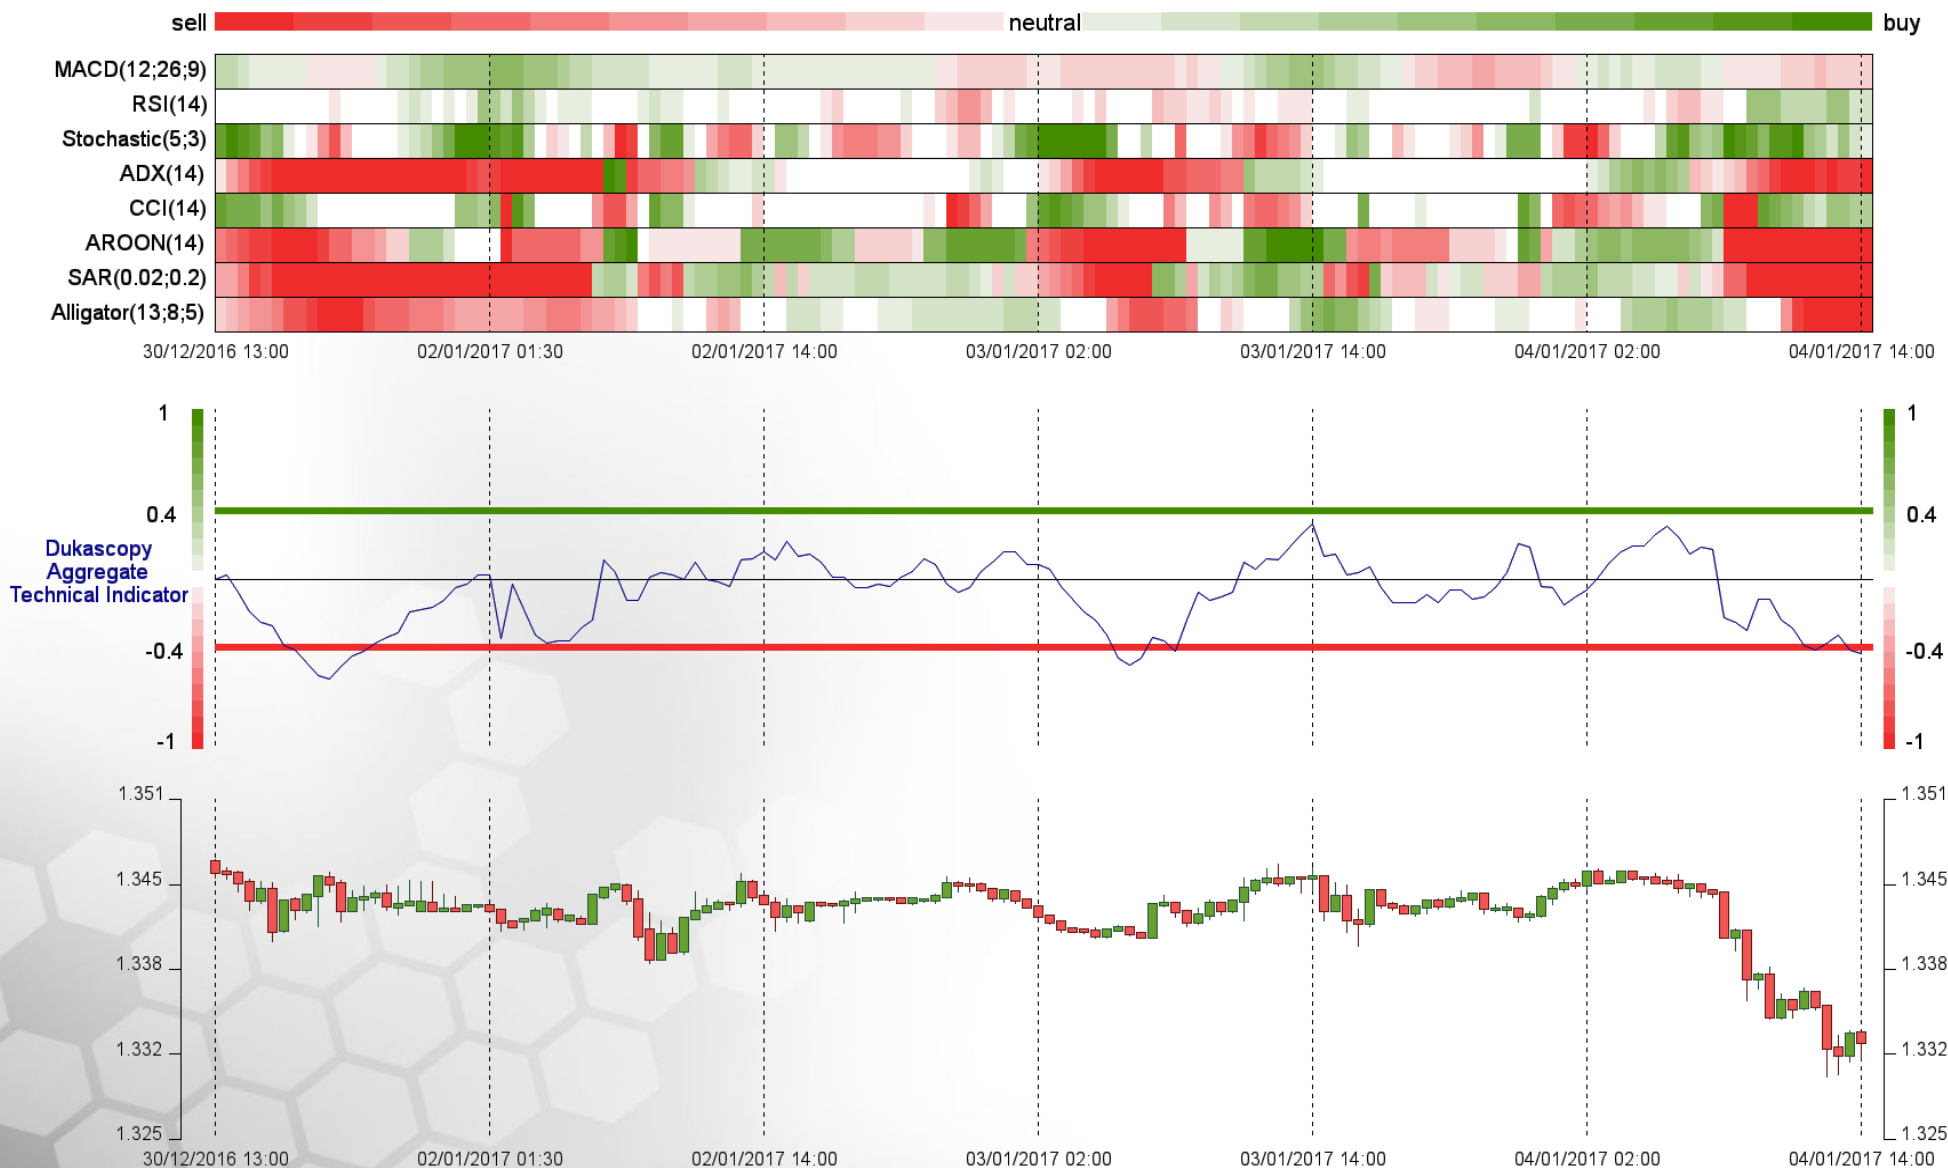 sell neutral buy
MACD(12;26;9)
RSI(14)
Stochastic(5;3)
ADX(14)
CCI(14)
AROON(14)
SAR(0.02;0.2)
Alligator(13;8;5)
30/12/2016 13:00 02/01/2017 01:30 02/01/2017 14:00 03/01/2017 02:00 03/01/2017 14:00 04/01/2017 02:00 04/01/2017 14:00
1 1
0.4 0.4
Dukascopy
Aggregate
Technical Indicator
-0.4 -0.4
-1 -1
1.351 1.351
1.345 1.345
1.338 1.338
1.332 1.332
1.325 1.325
30/12/2016 13:00 02/01/2017 01:30 02/01/2017 14:00 03/01/2017 02:00 03/01/2017 14:00 04/01/2017 02:00 04/01/2017 14:00